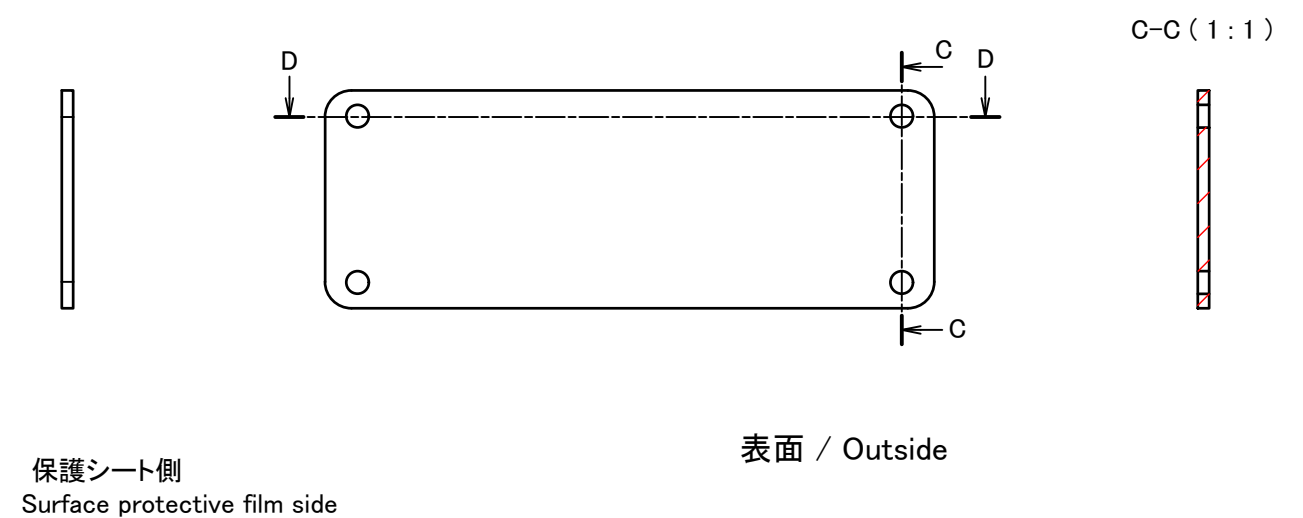 C-C ( 1 : 1 )
D
C
D
C
表面 / Outside
保護シート側
Surface protective film side